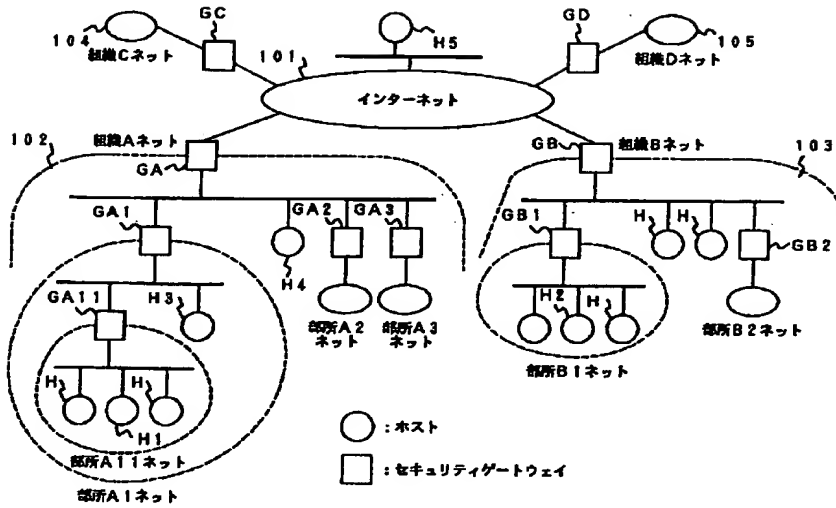 GC
GD
104
組織Cネット
101
H5
105
組織Dネット
インターネット
102
組織Aネット
GA
GB
組織Bネット
103
GA1
GA2
GA3
H4
GB1
H
H
GB2
GA11
H3
部所A2
ネット
部所A3
ネット
H2
H
部所B2ネット
部所B1ネット
H
H
H1
部所A11ネット
部所A1ネット
:ホスト
:セキュリティゲートウェイ